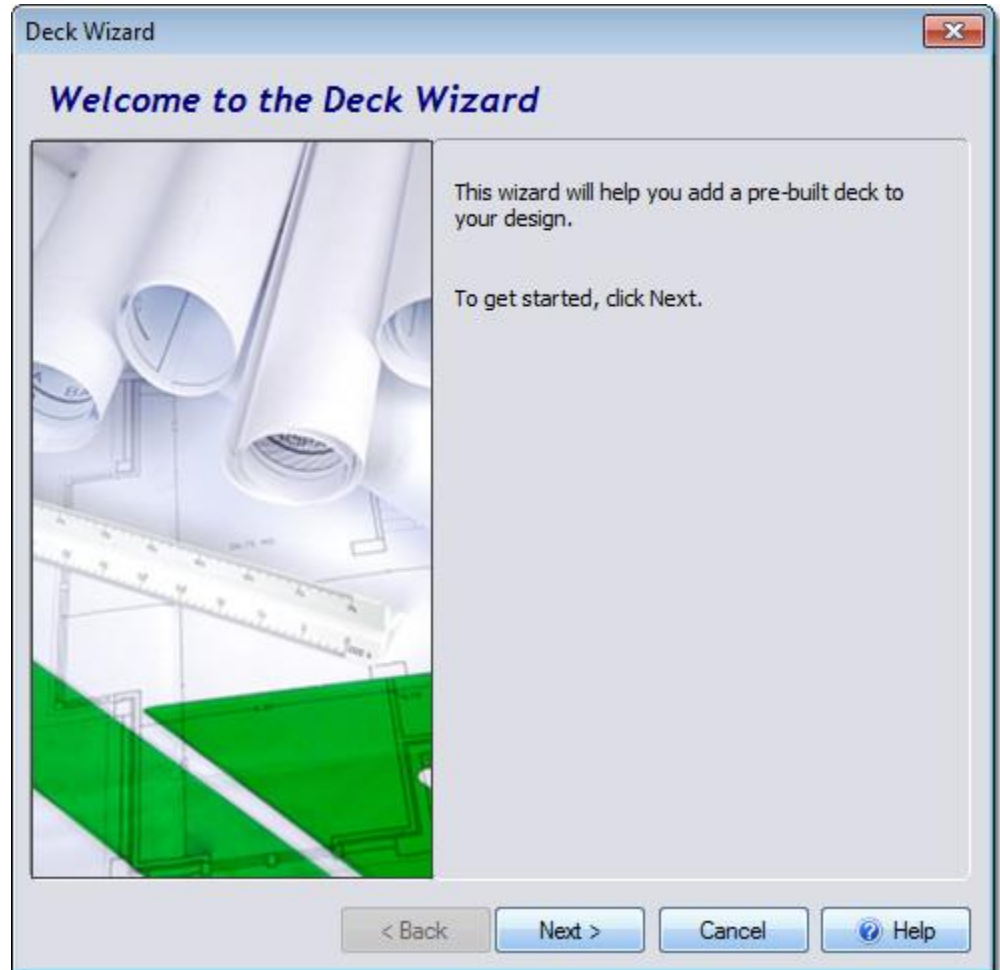 Deck Wizard
Welcome to the Deck Wizard
This wizard will help you add a pre-built deck to
your design.
To get started, click Next.
< Back
Next >
Cancel
Help